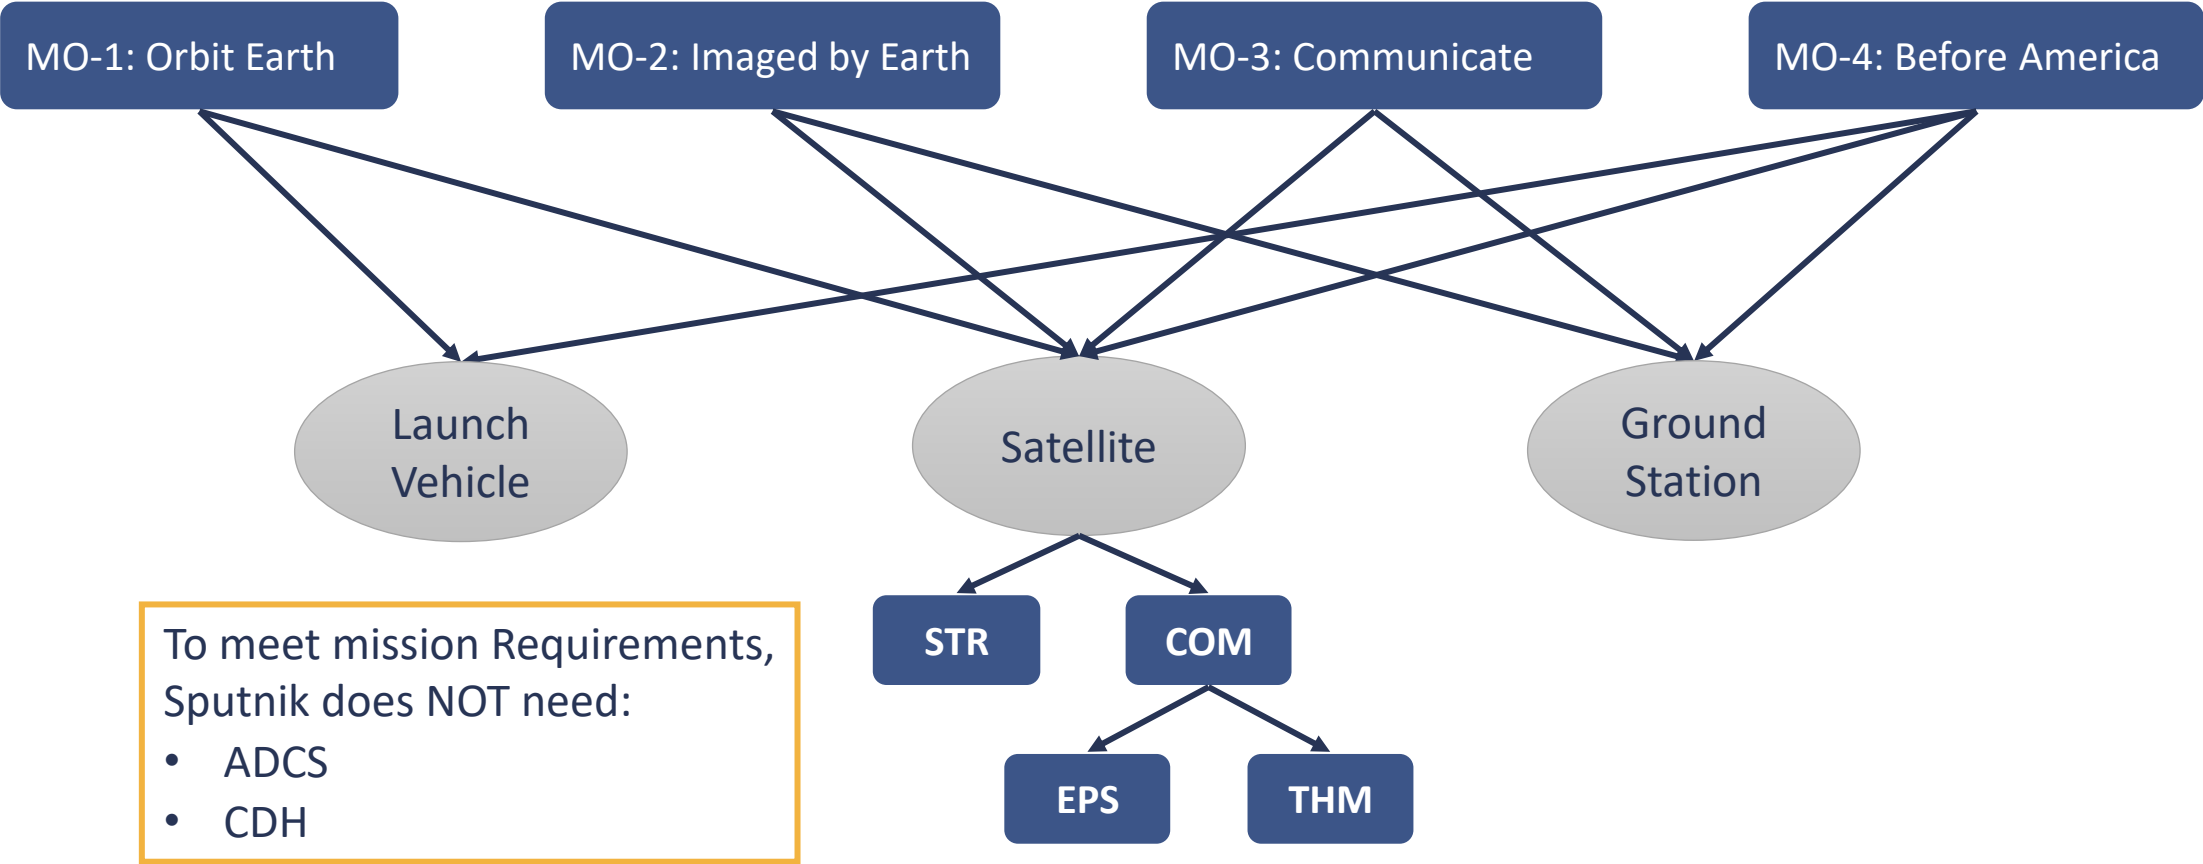 MO-1: Orbit Earth
MO-2: Imaged by Earth
MO-3: Communicate
MO-4: Before America
Launch
Vehicle
Satellite
Ground
Station
STR
COM
EPS
THM
To meet mission Requirements,
Sputnik does NOT need:
• ADCS
• CDH